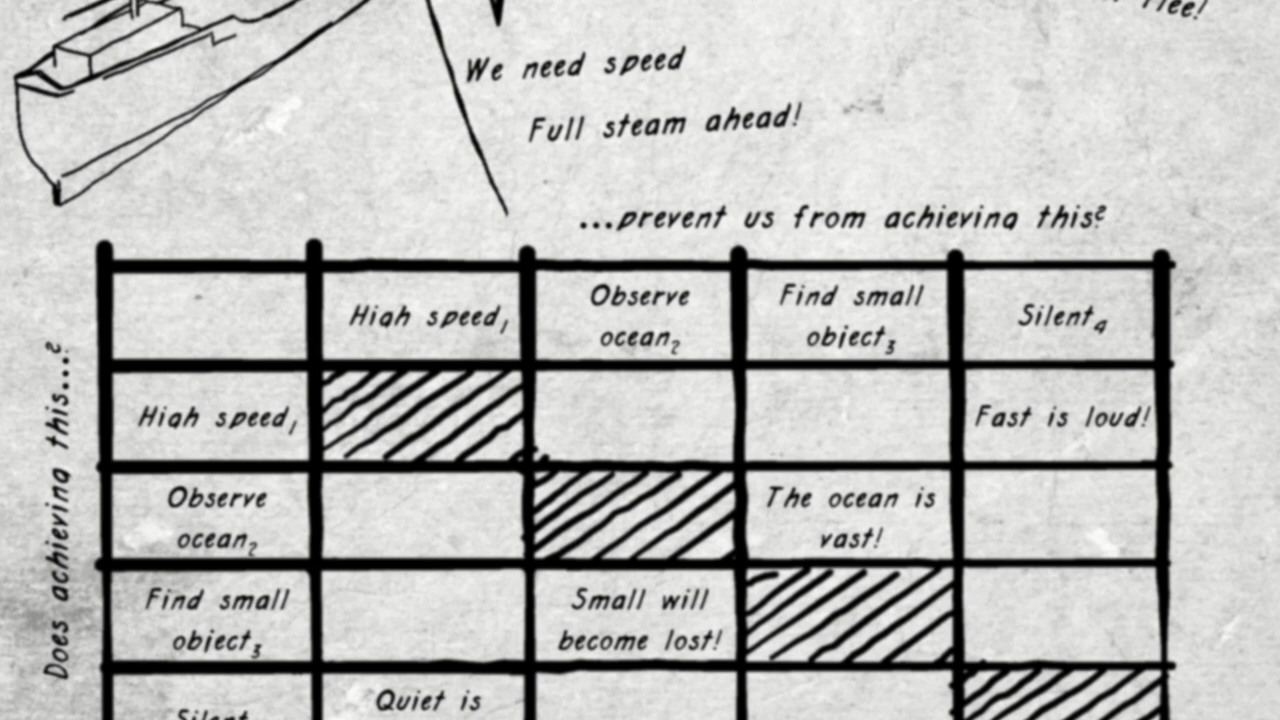 Flee!
We need speed
Full steam ahead!
...prevent us from achieving this?
Does achieving this...?
High speed₁
Observe ocean₂
Find small object₃
Silent₄
High speed₁
Fast is loud!
Observe ocean₂
The ocean is vast!
Find small object₃
Small will become lost!
Silent
Quiet is